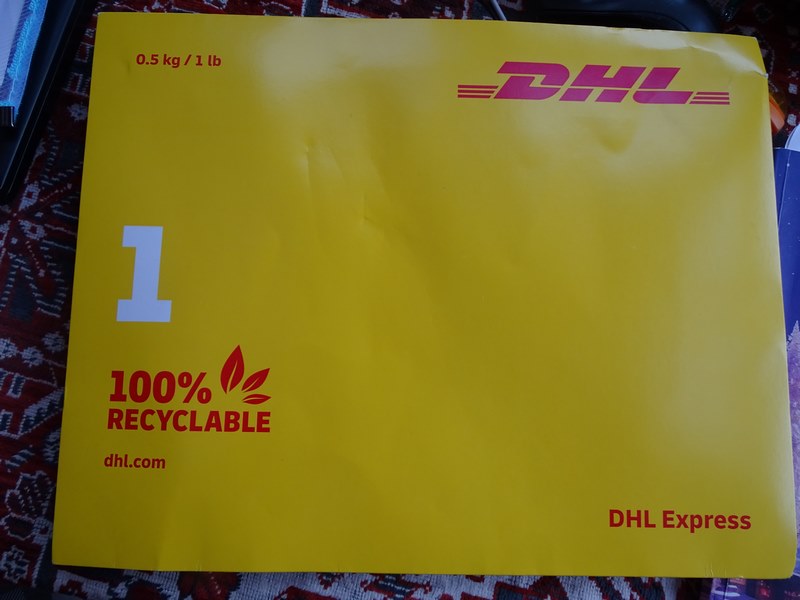 0.5 kg / 1 lb
DHL
1
100%
RECYCLABLE
dhl.com
DHL Express